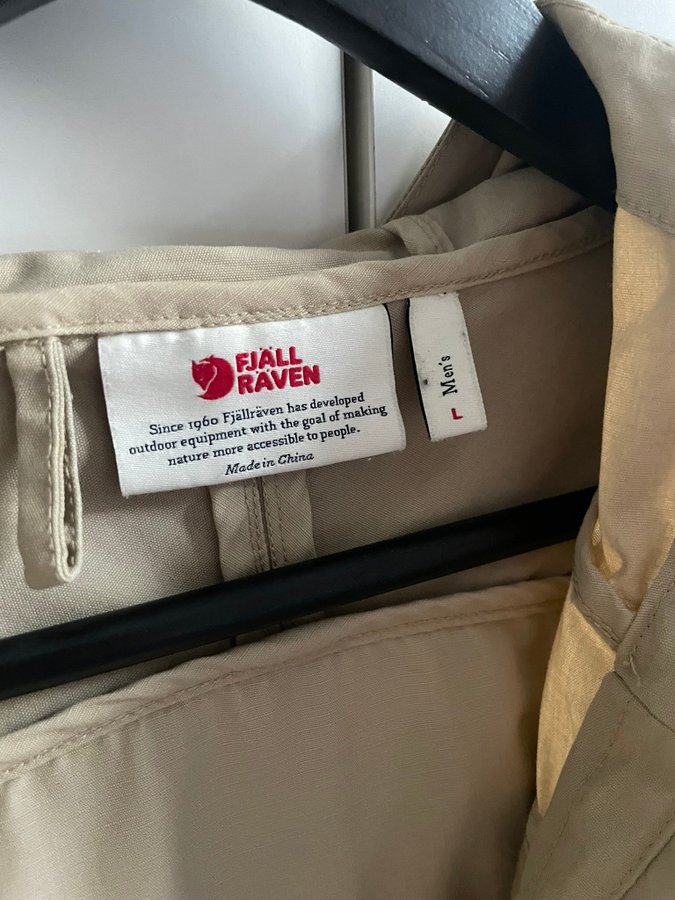 FJÄLL
RÄVEN
Since 1960 Fjällräven has developed
outdoor equipment with the goal of making
nature more accessible to people.
Made in China
Men's
L